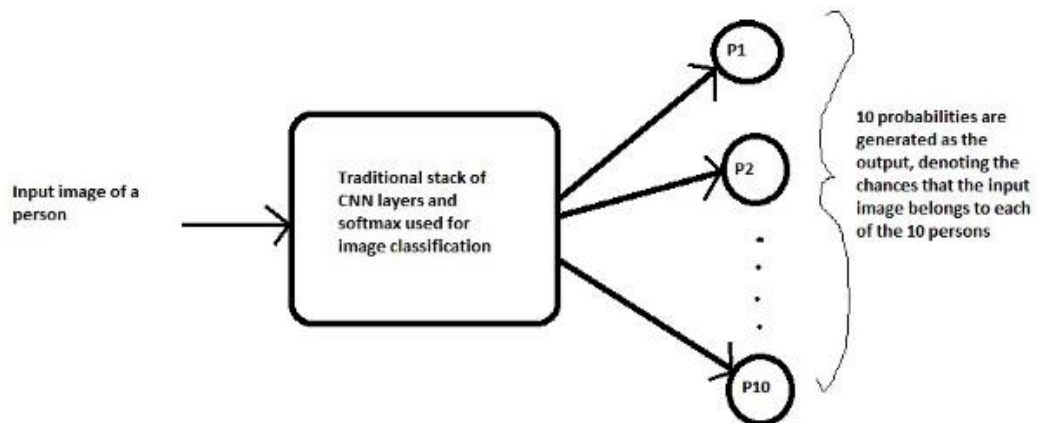 Input image of a
person
Traditional stack of
CNN layers and
softmax used for
image classification
P1
P2
P10
10 probabilities are
generated as the
output, denoting the
chances that the input
image belongs to each
of the 10 persons